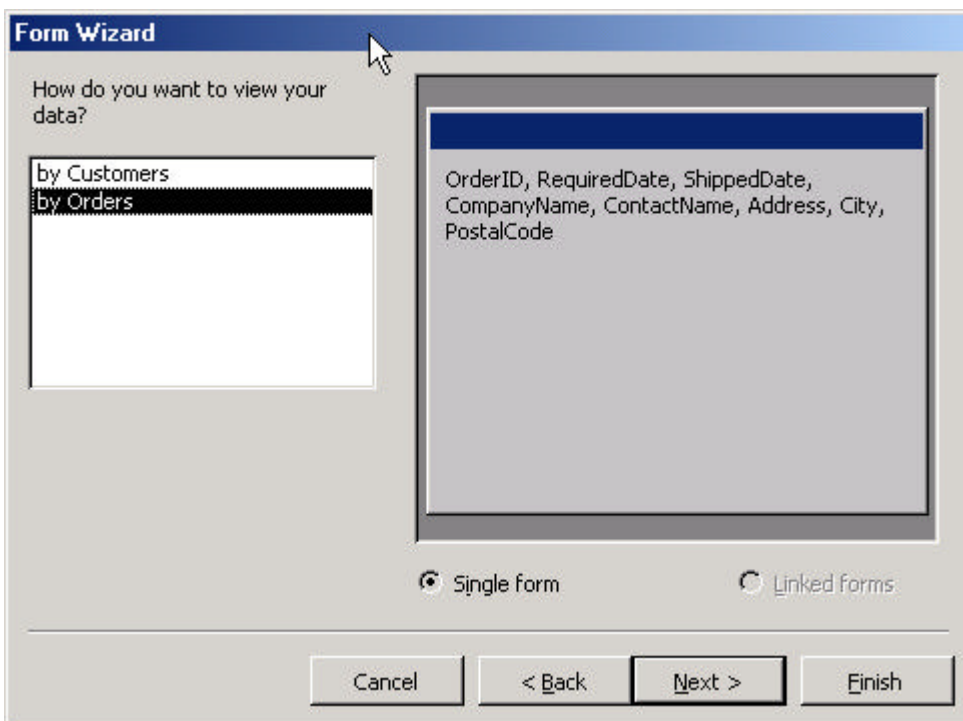 Form Wizard
How do you want to view your
data?
by Customers
by Orders
OrderID, RequiredDate, ShippedDate,
CompanyName, ContactName, Address, City,
PostalCode
Single form
Linked forms
Cancel
< Back
Next >
Finish